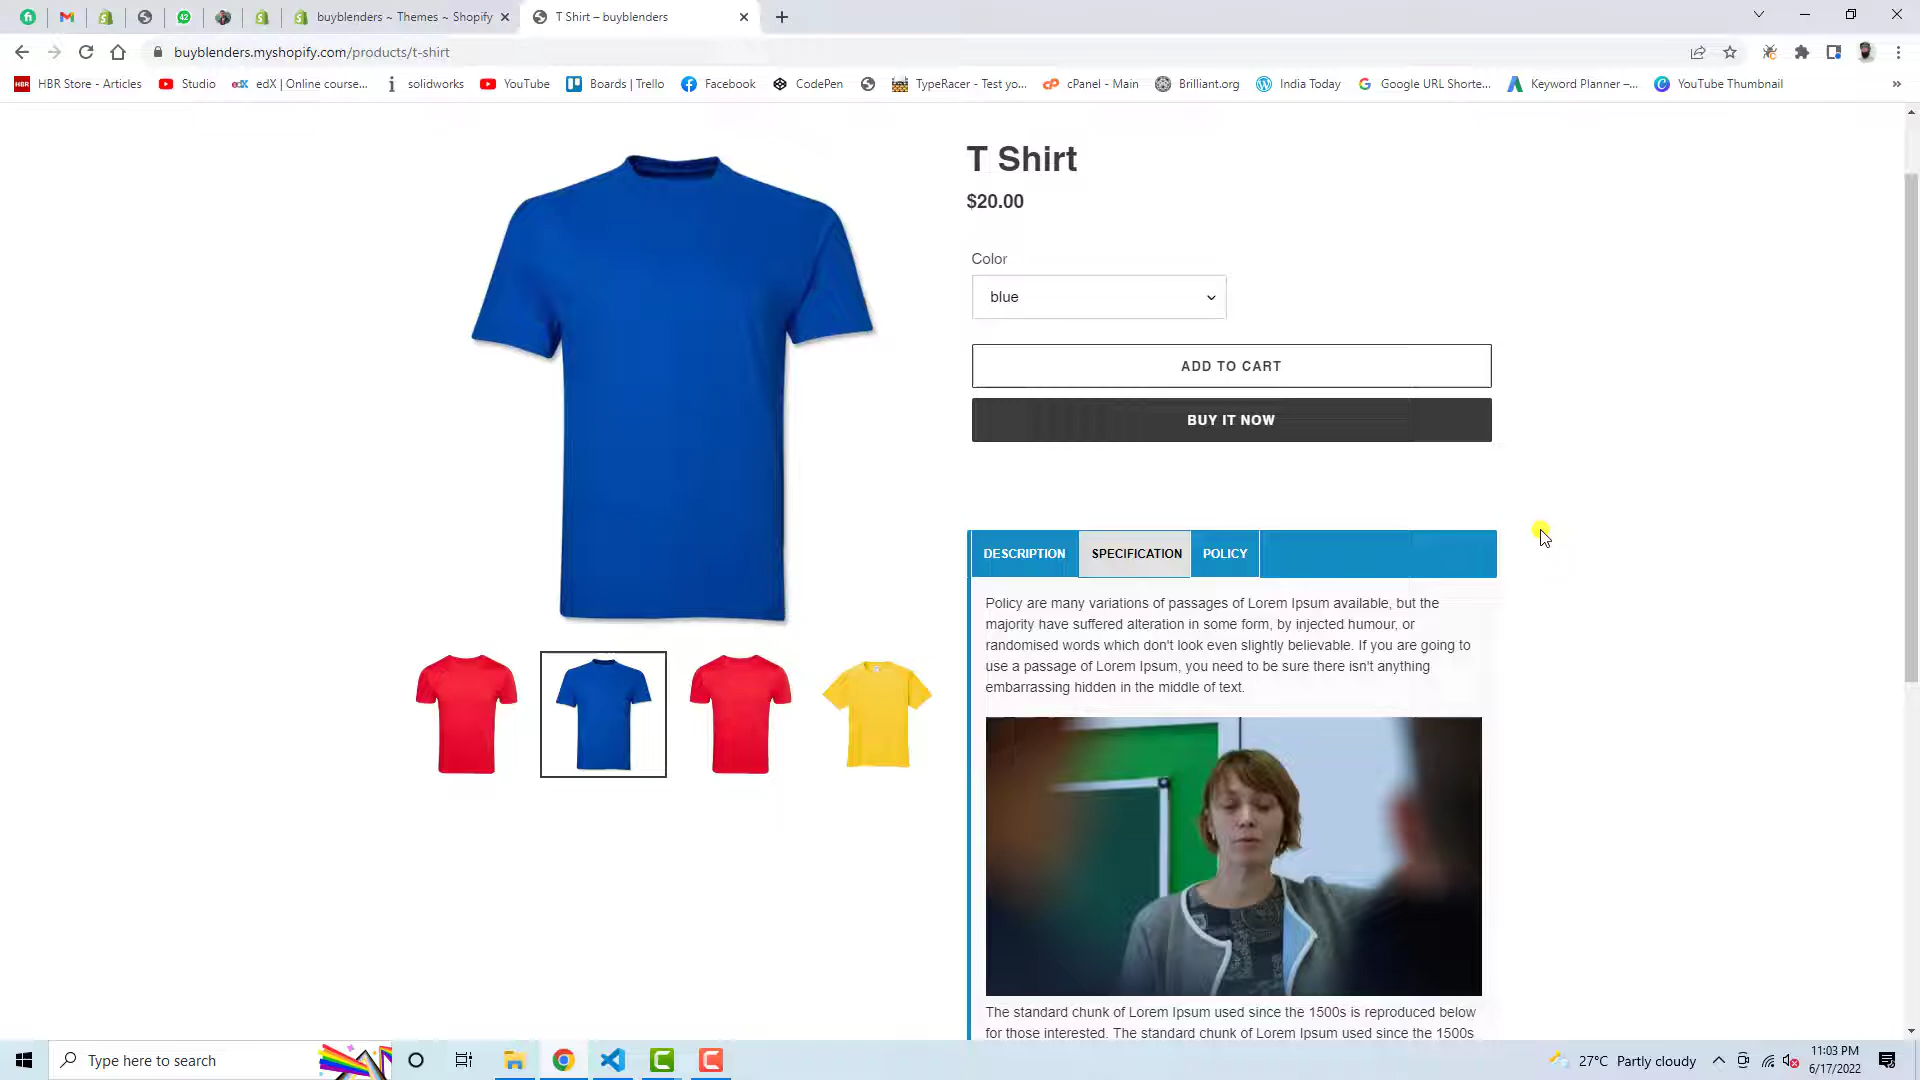 buyblenders ~ Themes ~ Shopify
T Shirt – buyblenders
buyblenders.myshopify.com/products/t-shirt
HBR Store - Articles
Studio
edX | Online course...
solidworks
YouTube
Boards | Trello
Facebook
CodePen
TypeRacer - Test yo...
cPanel - Main
Brilliant.org
India Today
Google URL Shorte...
Keyword Planner –...
YouTube Thumbnail
»
T Shirt
$20.00
Color
blue
ADD TO CART
BUY IT NOW
DESCRIPTION
SPECIFICATION
POLICY
Policy are many variations of passages of Lorem Ipsum available, but the
majority have suffered alteration in some form, by injected humour, or
randomised words which don't look even slightly believable. If you are going to
use a passage of Lorem Ipsum, you need to be sure there isn't anything
embarrassing hidden in the middle of text.
The standard chunk of Lorem Ipsum used since the 1500s is reproduced below
for those interested. The standard chunk of Lorem Ipsum used since the 1500s
Type here to search
27°C Partly cloudy
11:03 PM
6/17/2022